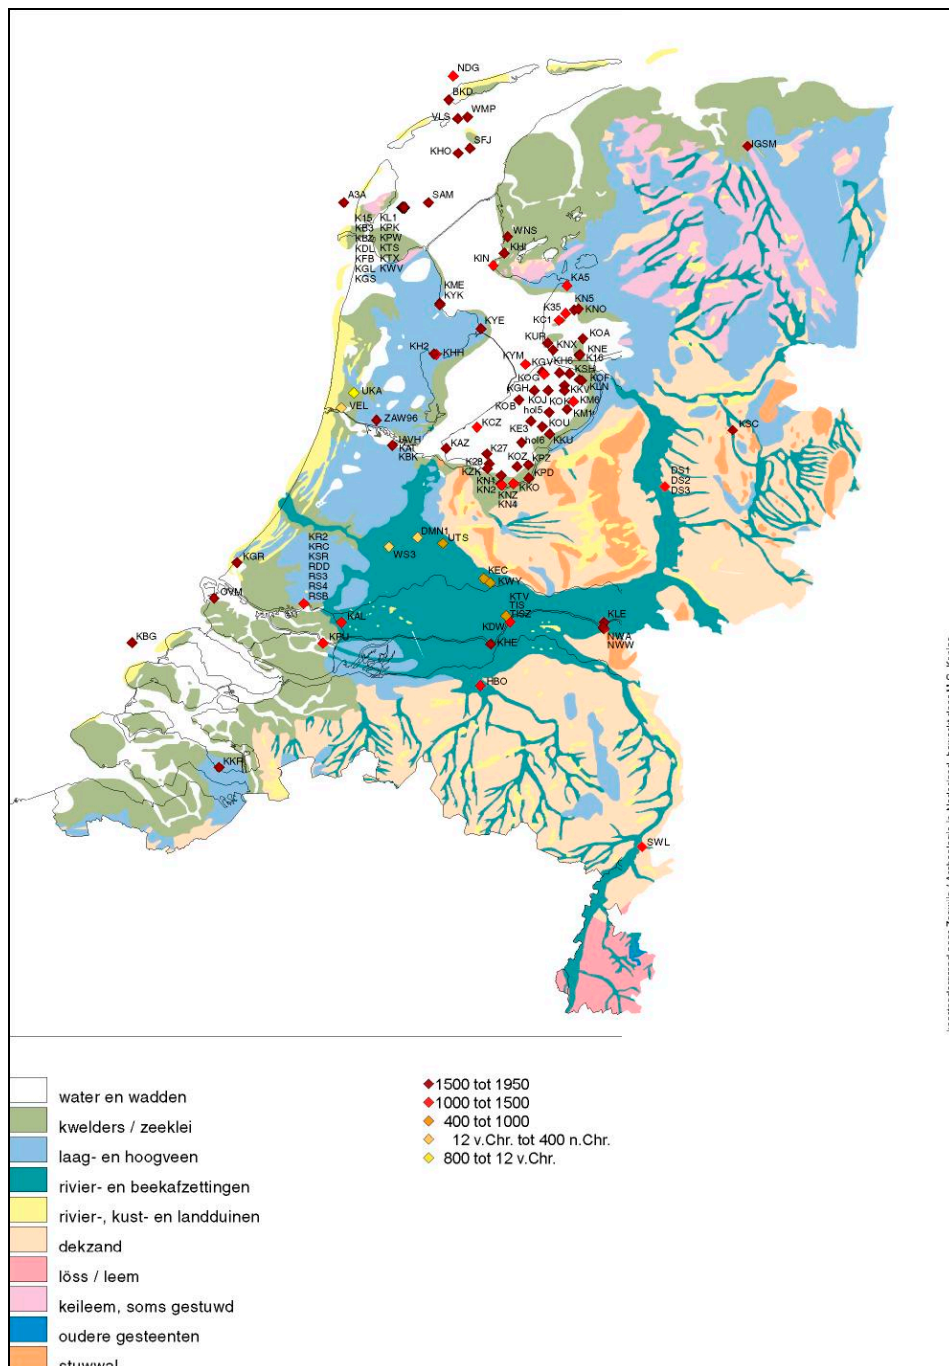 NDG
BKD
WMP
VLS
SFJ
KHO
IGSM
A3A
SAM
K15 KL1
KB3 KPK
KBZ KPW
KDL KTS
KFB KTX
KGL KWV
KGS
WNS
KHI
KIN
KA5
KME
KYK
KN5
K35
KNO
KC1
KYE
KUR
KOA
KNX
KNE
KH2
KHH
KYM
KGV
KH6
K16
KSH
KOG
KOF
KGH
KKV
KLN
UKA
KOJ
KOK
KM6
KOB
VEL
hol5
KM1
ZAW96
KCZ
KE3
KOU
KSC
KKU
IAVH
KBK
KAZ
K27
hol6
K28
KOZ
KPZ
KZK
KN1
KPD
KN2
KNZ
KKO
KN4
DS1
DS2
DS3
DMN1
UTS
WS3
KR2
KRC
KSR
RDD
RS3
RS4
RSB
KGR
KEC
KWY
OVM
KTV
TIS
TISZ
KAL
KDW
KLE
KBG
KPU
KHE
NWA
NWW
HBO
KKR
SWL
water en wadden
kwelders / zeeklei
laag- en hoogveen
rivier- en beekafzettingen
rivier-, kust- en landduinen
dekzand
löss / leem
keileem, soms gestuwd
oudere gesteenten
stuwwal
1500 tot 1950
1000 tot 1500
400 tot 1000
12 v.Chr. tot 400 n.Chr.
800 tot 12 v.Chr.